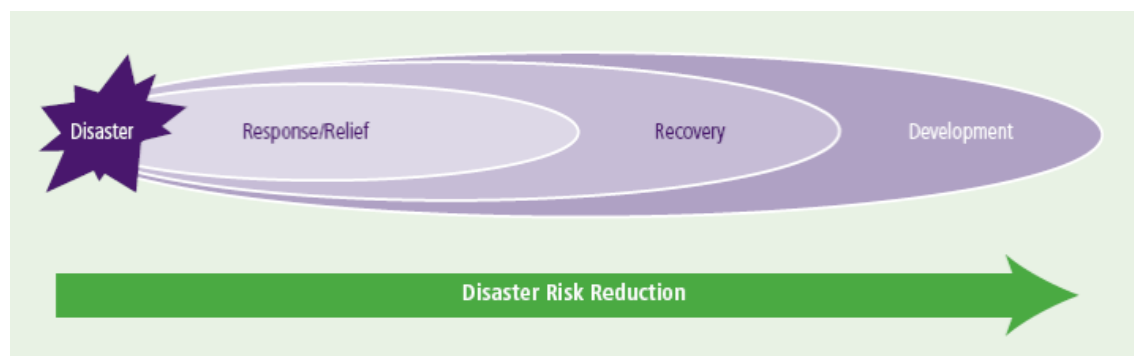 Disaster
Response/Relief
Recovery
Development
Disaster Risk Reduction